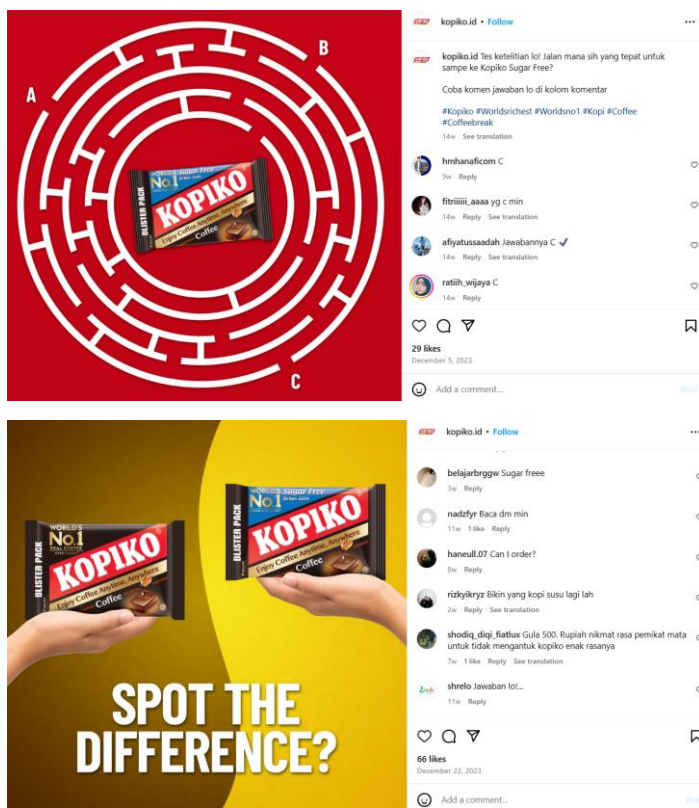 A
B
C
WORLD'S
No.1
Sugar Free
BLISTER PACK
KOPIKO
Enjoy Coffee Anytime, Anywhere
Coffee
kopiko.id • Follow
kopiko.id Tes ketelitian lo! Jalan mana sih yang tepat untuk
sampe ke Kopiko Sugar Free?
Coba komen jawaban lo di kolom komentar
#Kopiko #Worldsrichest #Worldsno1 #Kopi #Coffee
#Coffeebreak
14w See translation
hmhanaficom C
9w Reply
fitriiiiii_aaaa yg c min
14w Reply See translation
afiyatussaadah Jawabannya C ✓
14w Reply See translation
ratiih_wijaya C
14w Reply
29 likes
December 5, 2023
Add a comment...
Post
WORLD'S
No.1
REAL COFFEE
BLISTER PACK
KOPIKO
Enjoy Coffee Anytime, Anywhere
Coffee
WORLD'S
No.1
Sugar Free
BLISTER PACK
KOPIKO
Enjoy Coffee Anytime, Anywhere
Coffee
SPOT THE
DIFFERENCE?
kopiko.id • Follow
belajarbrggw Sugar freee
3w Reply
nadzfyr Baca dm min
11w 1 like Reply
haneull.07 Can I order?
8w Reply
rizkyikryz Bikin yang kopi susu lagi lah
2w Reply See translation
shodiq_diqi_fiatlux Gula 500. Rupiah nikmat rasa pemikat mata
untuk tidak mengantuk kopiko enak rasanya
7w 1 like Reply See translation
shrelo Jawaban lo!...
11w Reply
66 likes
December 22, 2023
Add a comment...
Post